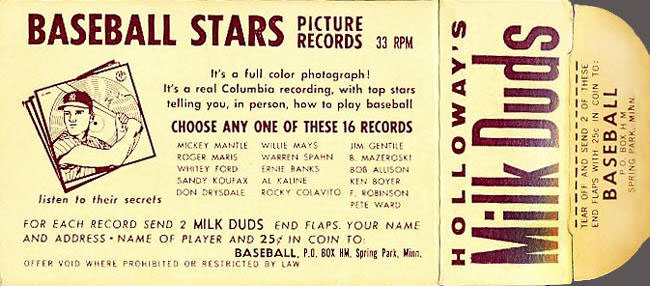 BASEBALL STARS PICTURE RECORDS 33 RPM
It's a full color photograph!
It's a real Columbia recording, with top stars
telling you, in person, how to play baseball
CHOOSE ANY ONE OF THESE 16 RECORDS
MICKEY MANTLE WILLIE MAYS JIM GENTILE
ROGER MARIS WARREN SPAHN B. MAZEROSKI
WHITEY FORD ERNIE BANKS BOB ALLISON
SANDY KOUFAX AL KALINE KEN BOYER
DON DRYSDALE ROCKY COLAVITO F. ROBINSON
PETE WARD
listen to their secrets
FOR EACH RECORD SEND 2 MILK DUDS END FLAPS. YOUR NAME
AND ADDRESS • NAME OF PLAYER AND 25¢ IN COIN TO:
BASEBALL, P.O. BOX HM, Spring Park, Minn.
OFFER VOID WHERE PROHIBITED OR RESTRICTED BY LAW
HOLLOWAY'S
Milk Duds
TEAR OFF AND SEND 2 OF THESE
END FLAPS WITH 25¢ IN COIN TO:
BASEBALL
P.O. BOX H M
SPRING PARK, MINN.